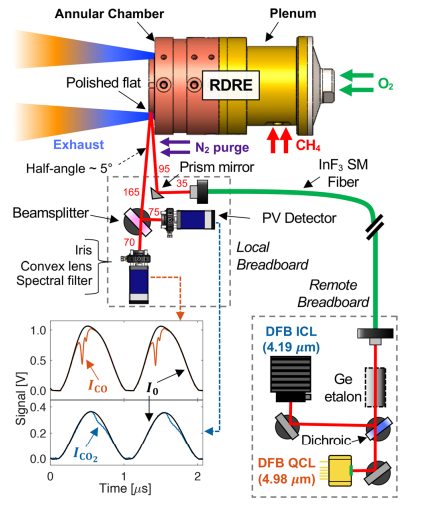 Annular Chamber
Plenum
Polished flat
RDRE
O₂
Exhaust
N₂ purge
CH₄
Half-angle ~ 5°
95
Prism mirror
InF₃ SM
Fiber
165
35
Beamsplitter
75
PV Detector
70
Iris
Convex lens
Spectral filter
Local
Breadboard
Remote
Breadboard
DFB ICL
(4.19 μm)
Ge
etalon
Dichroic
DFB QCL
(4.98 μm)
Signal [V]
1.0
0.5
0.0
I_CO
I₀
0.4
0.2
0.0
I_CO₂
0
1
2
Time [μs]